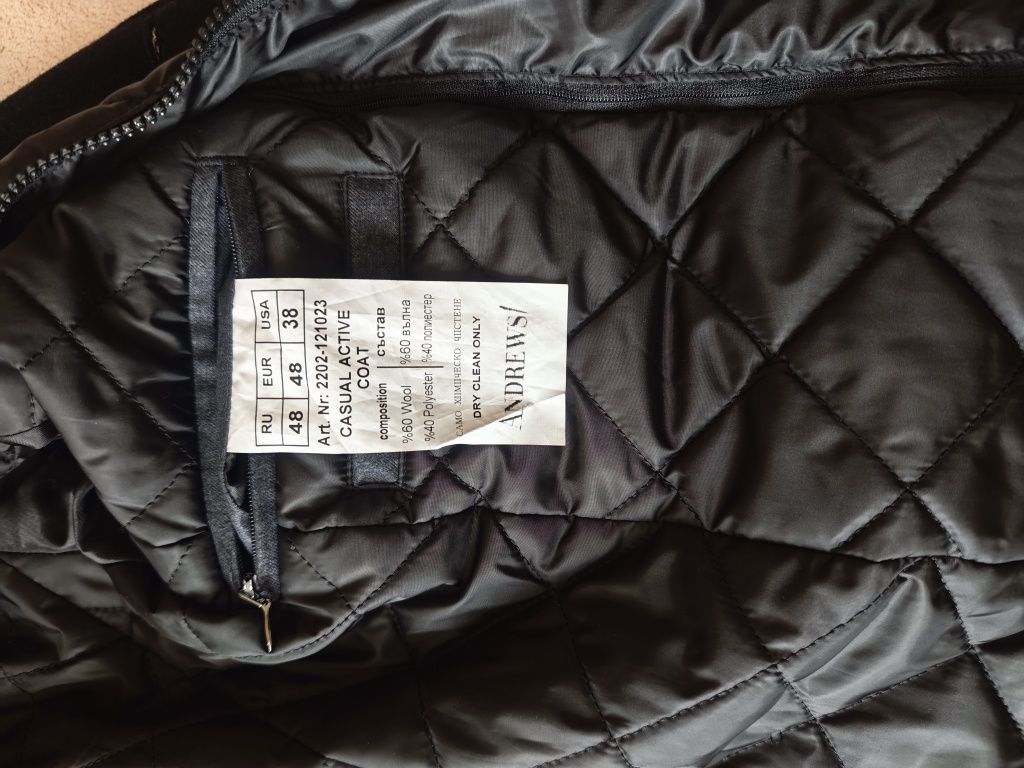 RU EUR USA
48 48 38
Art. Nr: 2202-121023
CASUAL ACTIVE
COAT
composition | състав
%60 Wool | %60 вълна
%40 Polyester | %40 полиестер
САМО ХИМИЧЕСКО ЧИСТЕНЕ
DRY CLEAN ONLY
ANDREWS/